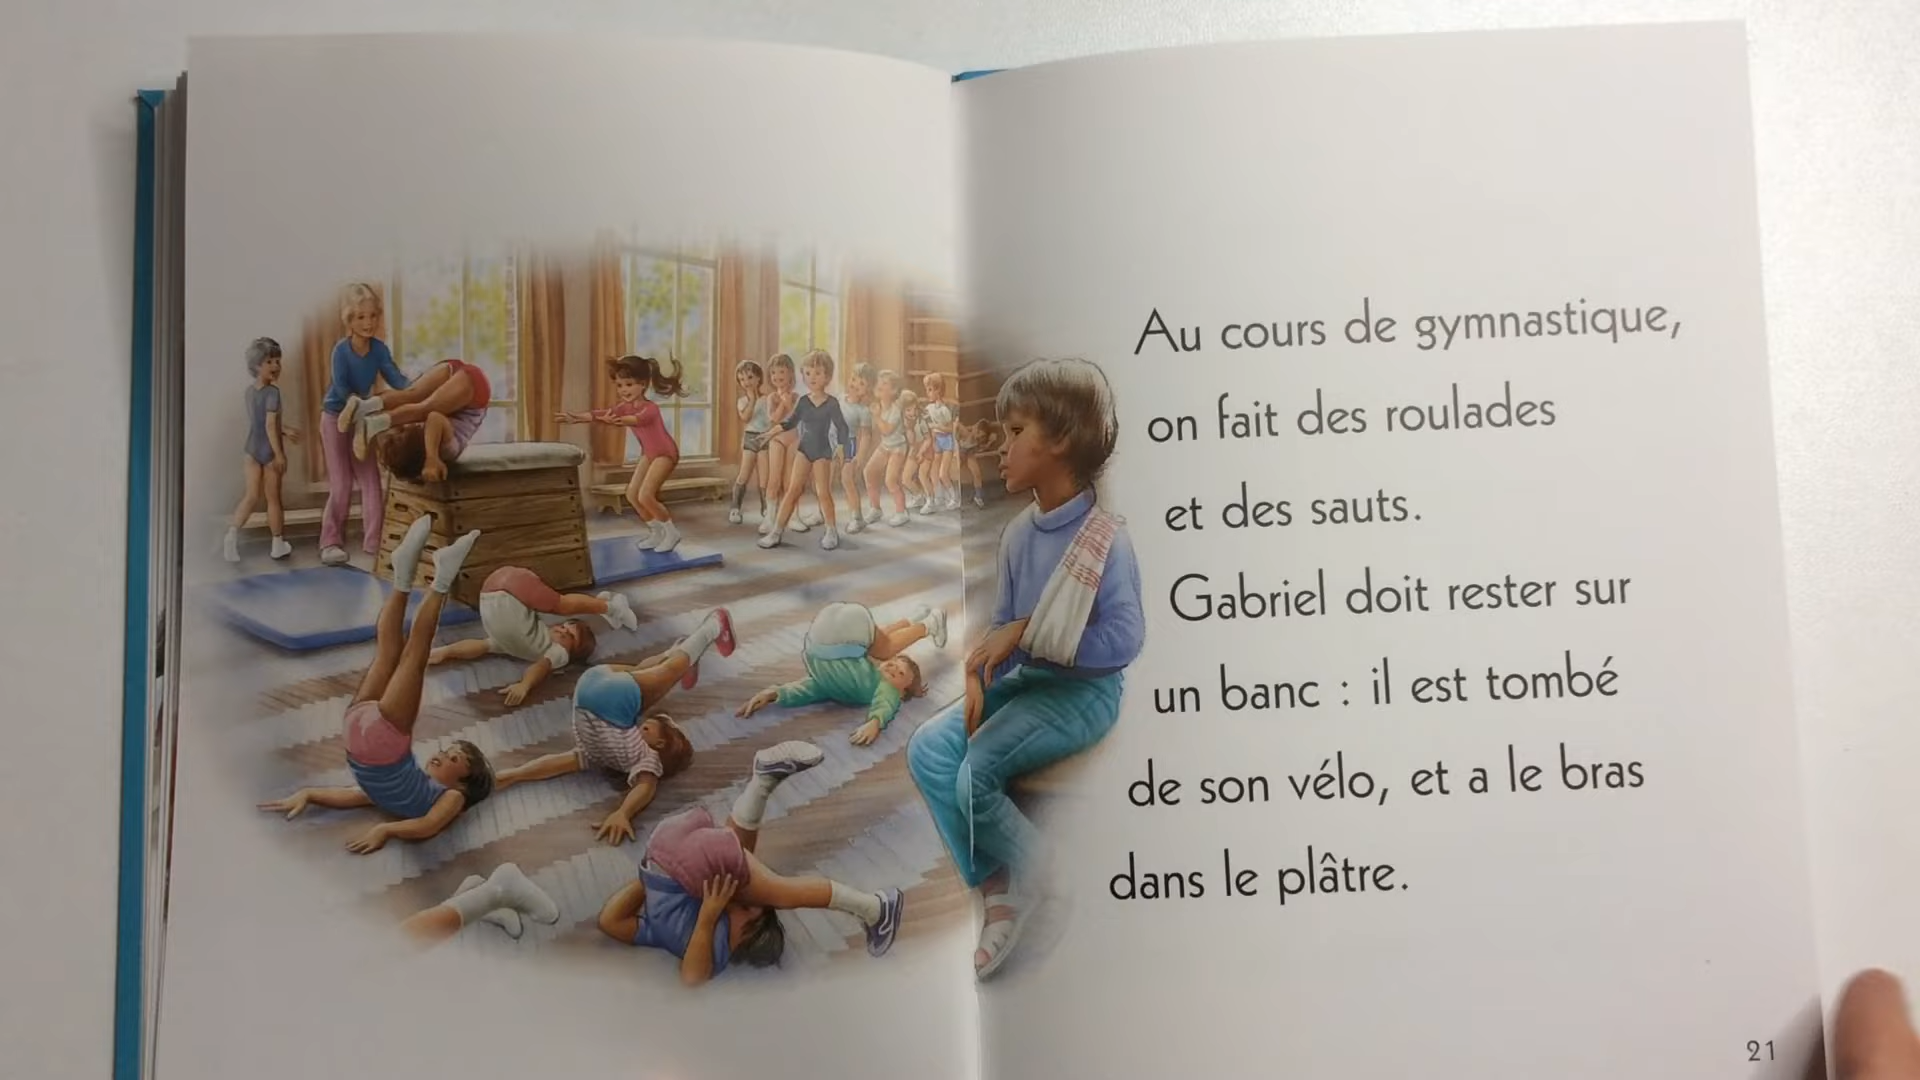 Au cours de gymnastique,
on fait des roulades
et des sauts.
Gabriel doit rester sur
un banc : il est tombé
de son vélo, et a le bras
dans le plâtre.
21